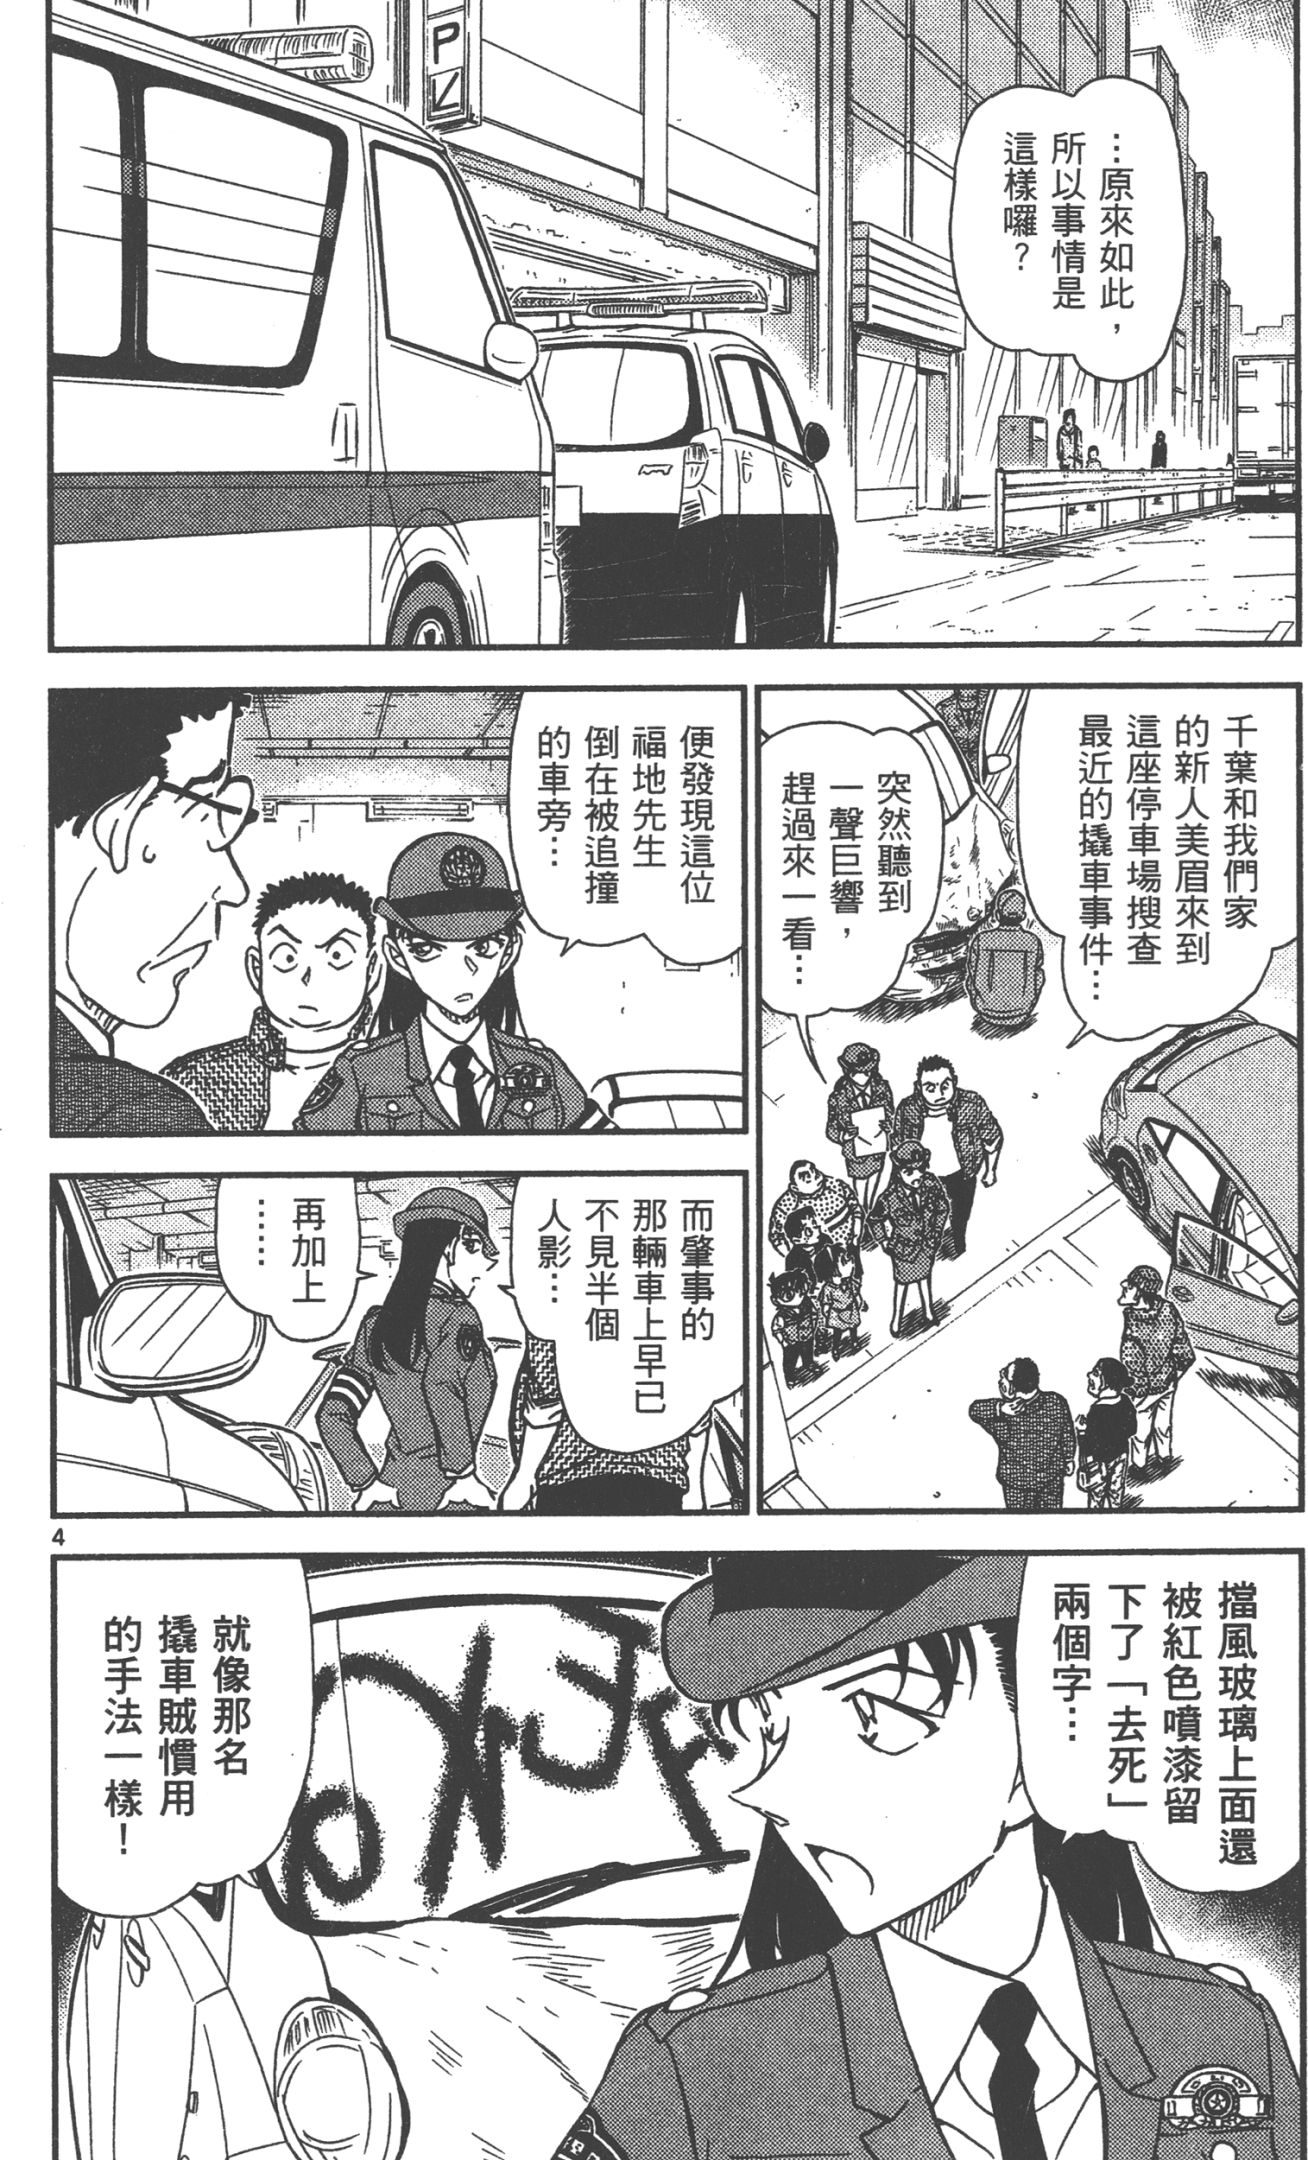 P
…原來如此，
所以事情是
這樣囉？
千葉和我們家
的新人美眉來到
這座停車場搜查
最近的撬車事件…
突然聽到
一聲巨響，
趕過來一看…
便發現這位
福地先生
倒在被追撞
的車旁…
而肇事的
那輛車上早已
不見半個
人影…
再加上
……
4
擋風玻璃上面還
被紅色噴漆留
下了「去死」
兩個字…
就像那名
撬車賊慣用
的手法一樣！